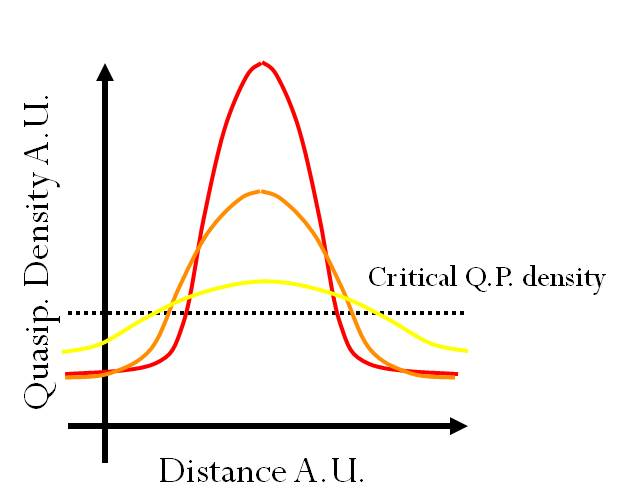 Quasip. Density A.U.
Critical Q.P. density
Distance A.U.